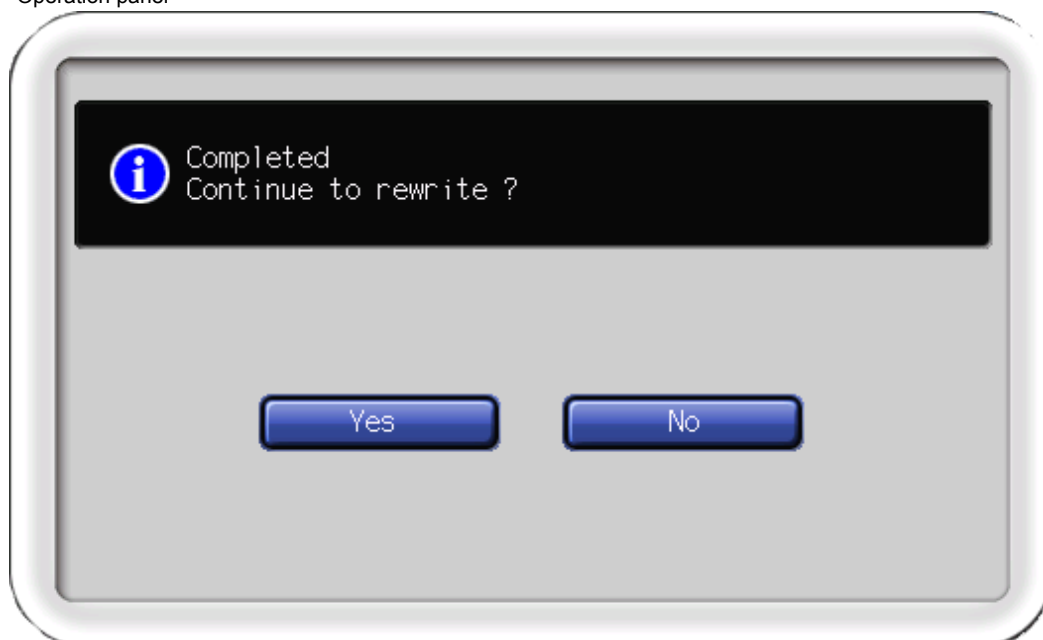 Operation panel
Completed
Continue to rewrite ?
Yes
No